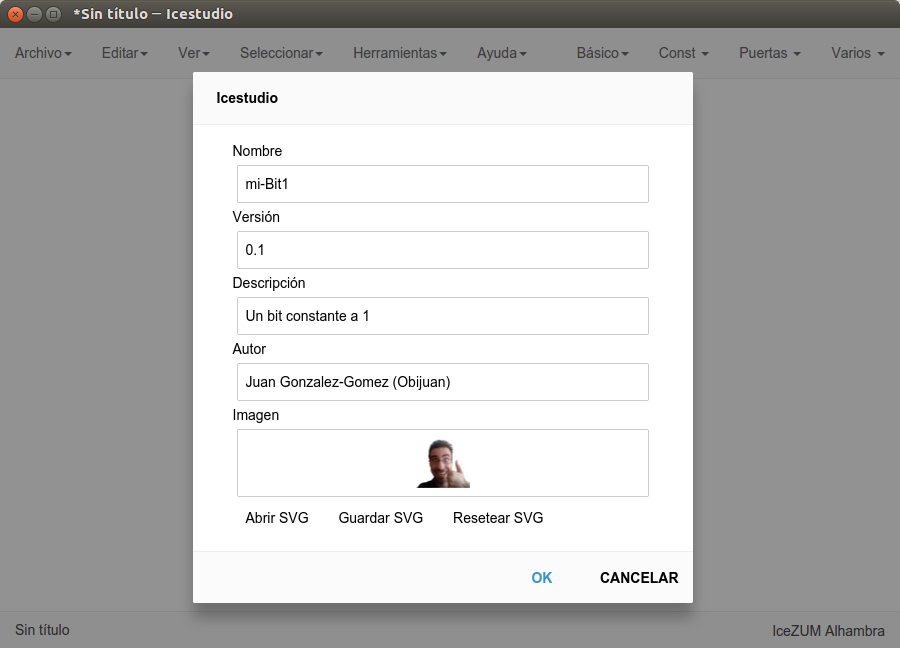 *Sin título — Icestudio
Archivo Editar Ver Seleccionar Herramientas Ayuda Básico Const Puertas Varios
Icestudio
Nombre
mi-Bit1
Versión
0.1
Descripción
Un bit constante a 1
Autor
Juan Gonzalez-Gomez (Obijuan)
Imagen
Abrir SVG Guardar SVG Resetear SVG
OK CANCELAR
Sin título IceZUM Alhambra